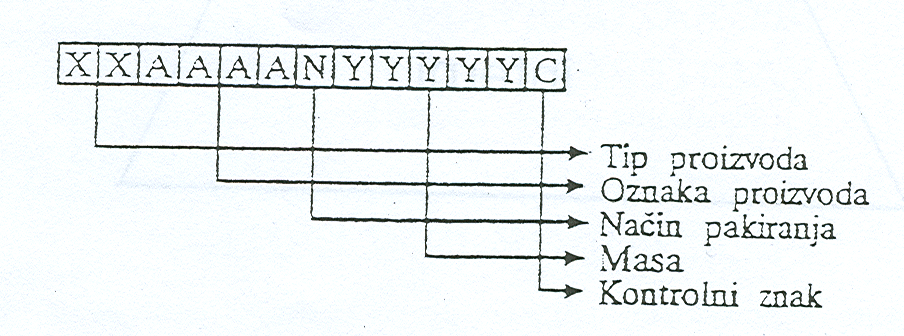 XXAAAANYYYYYC
Tip proizvoda
Oznaka proizvoda
Način pakiranja
Masa
Kontrolni znak